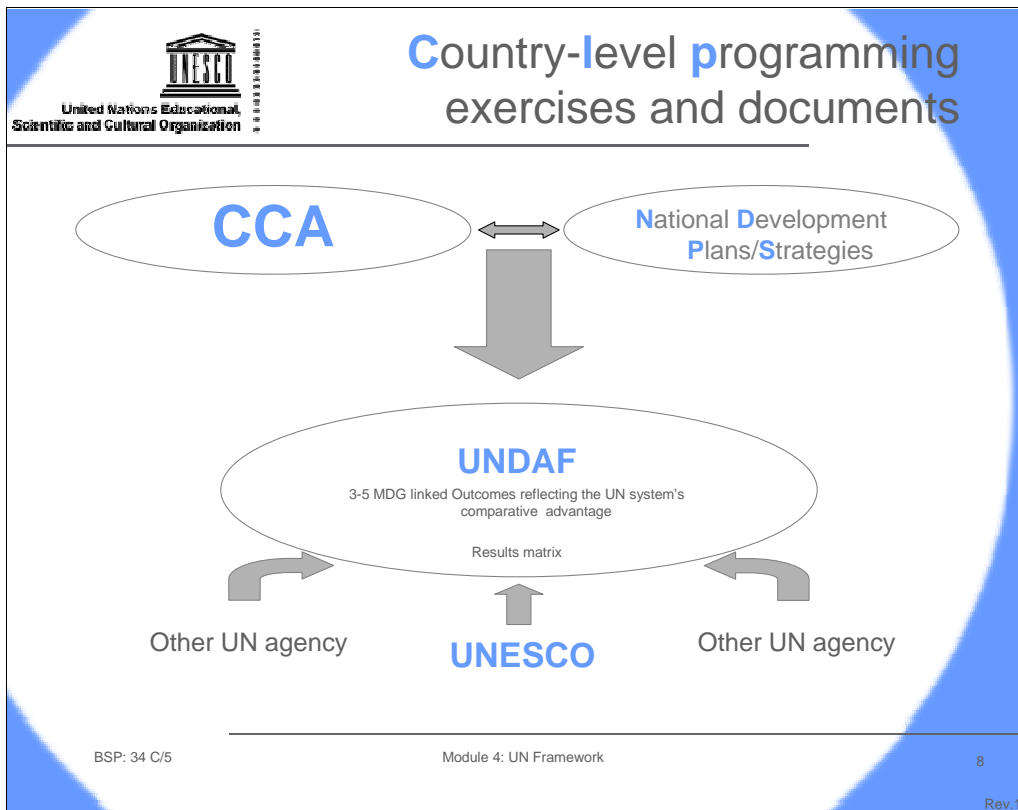 UNESCO
United Nations Educational,
Scientific and Cultural Organization
Country-level programming
exercises and documents
CCA
National Development
Plans/Strategies
UNDAF
3-5 MDG linked Outcomes reflecting the UN system's
comparative advantage
Results matrix
Other UN agency
UNESCO
Other UN agency
BSP: 34 C/5
Module 4: UN Framework
8